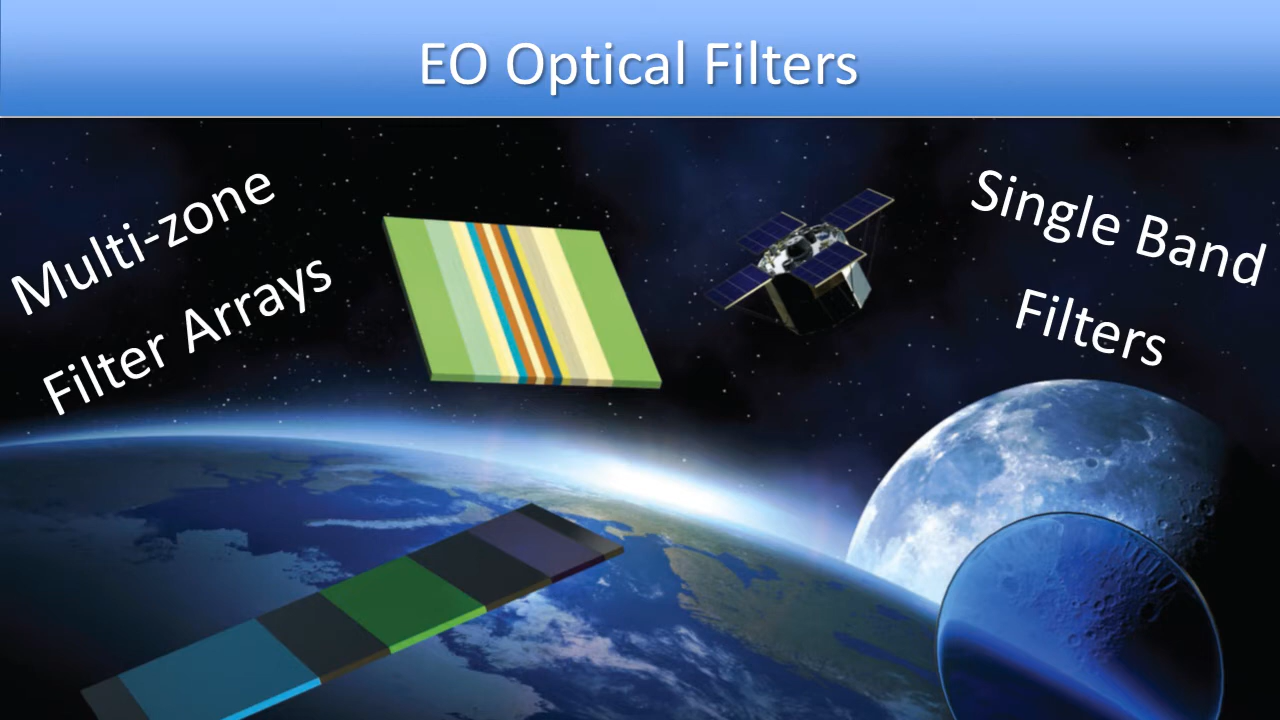 EO Optical Filters
Multi-zone
Filter Arrays
Single Band
Filters